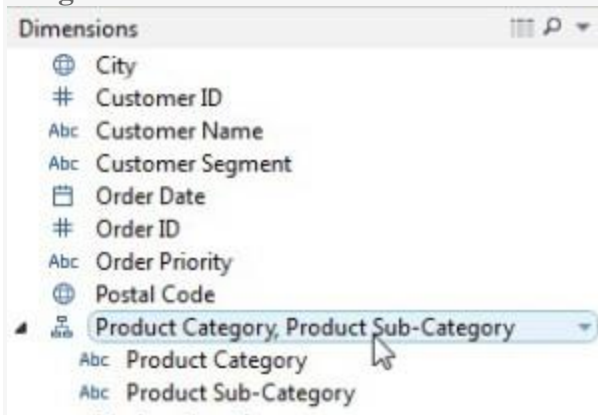 Dimensions
City
# Customer ID
Abc Customer Name
Abc Customer Segment
Order Date
# Order ID
Abc Order Priority
Postal Code
Product Category, Product Sub-Category
Abc Product Category
Abc Product Sub-Category